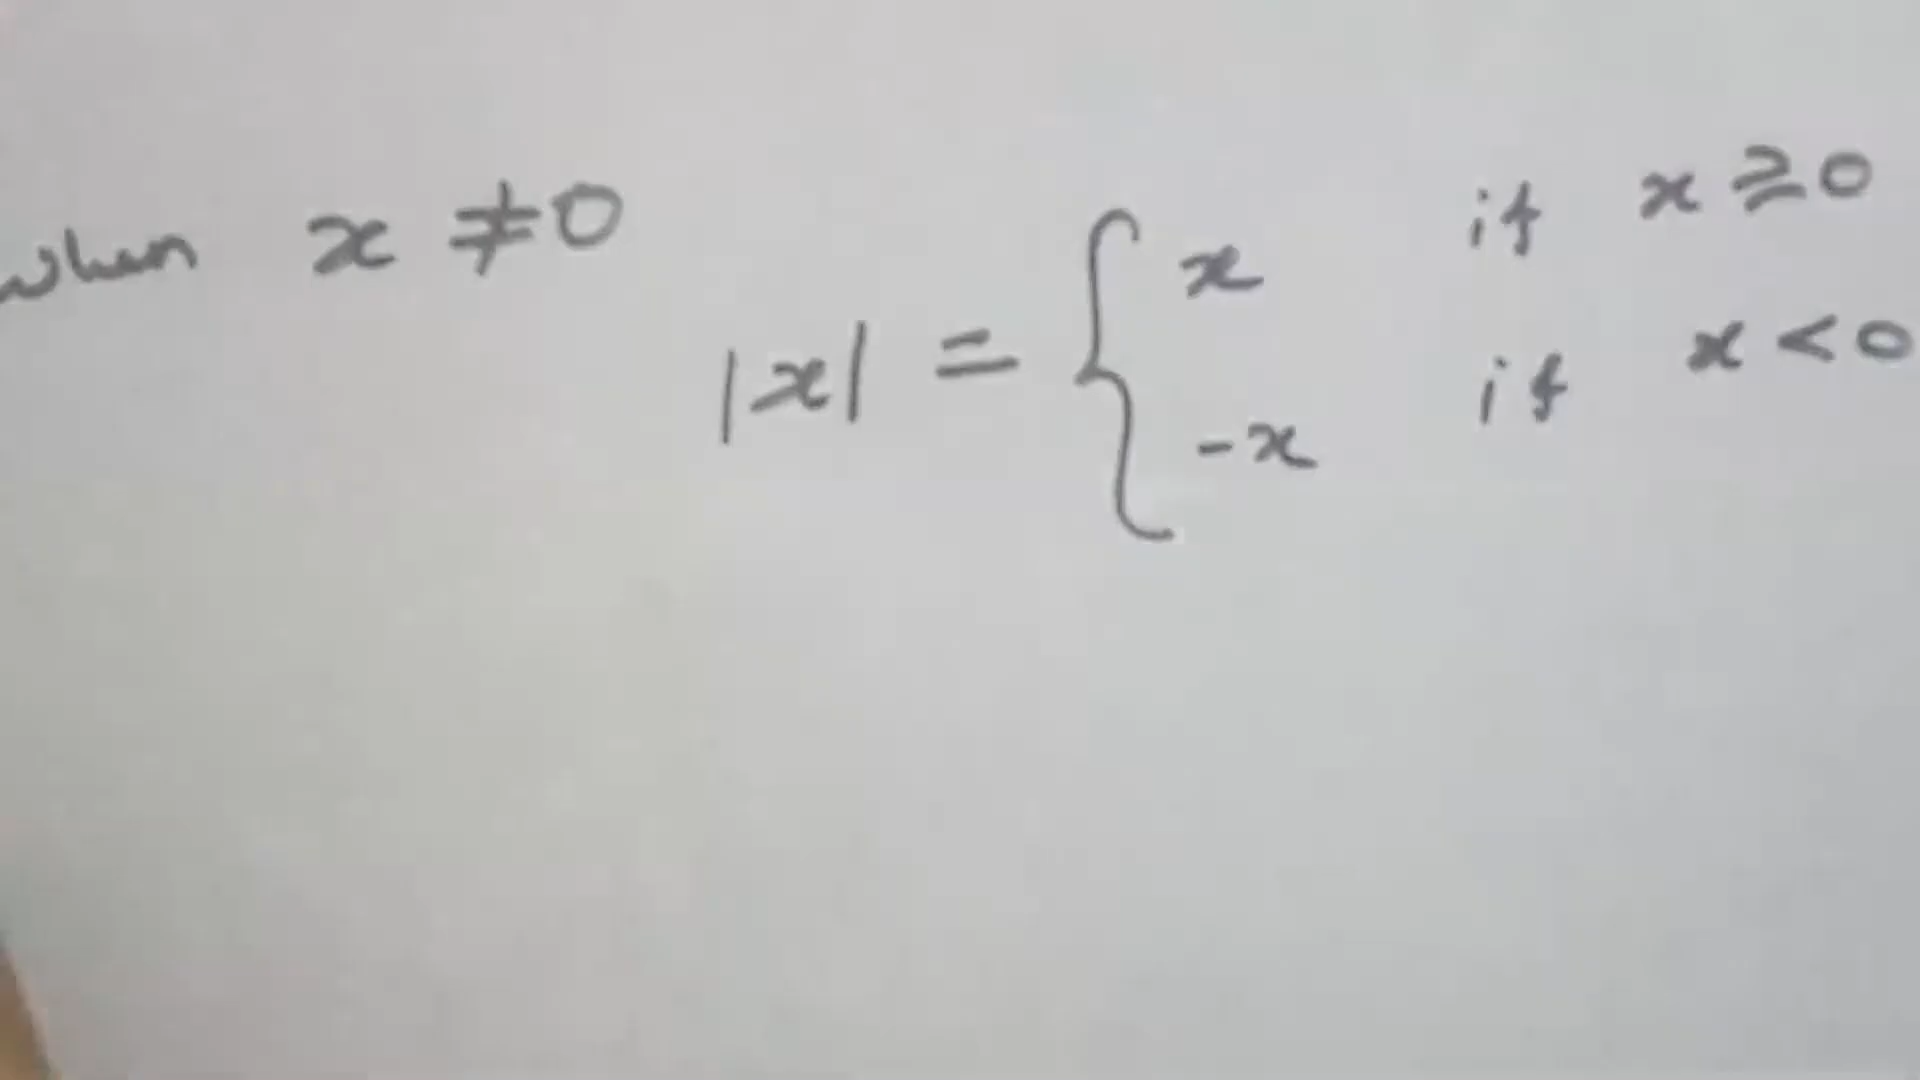 when x ≠ 0
|x| = { x if x ≥ 0
-x if x < 0